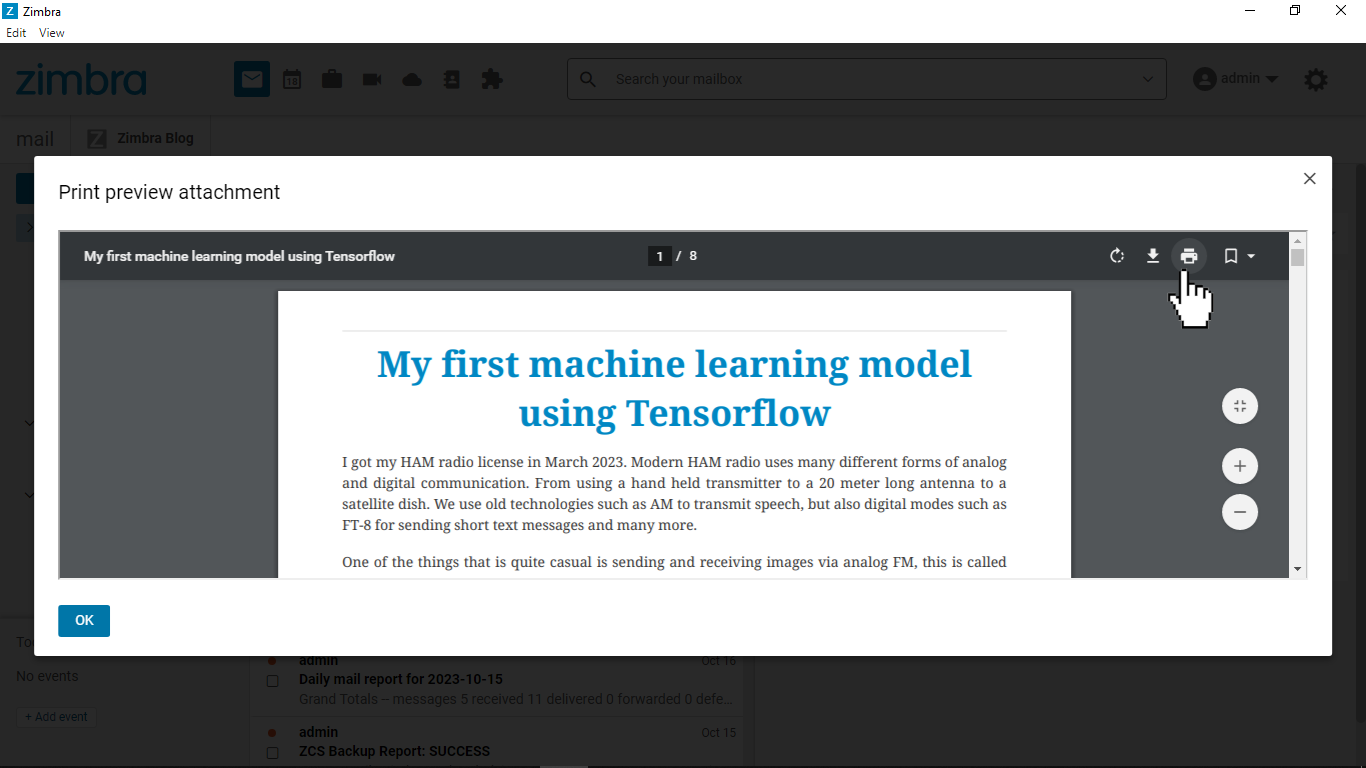 Zimbra
Edit View
zimbra
18
Search your mailbox
admin
mail
Zimbra Blog
Print preview attachment
My first machine learning model using Tensorflow
1 / 8
My first machine learning model
using Tensorflow
I got my HAM radio license in March 2023. Modern HAM radio uses many different forms of analog
and digital communication. From using a hand held transmitter to a 20 meter long antenna to a
satellite dish. We use old technologies such as AM to transmit speech, but also digital modes such as
FT-8 for sending short text messages and many more.
One of the things that is quite casual is sending and receiving images via analog FM, this is called
OK
No events
+ Add event
admin Oct 16
Daily mail report for 2023-10-15
Grand Totals – messages 5 received 11 delivered 0 forwarded 0 defe...
admin Oct 15
ZCS Backup Report: SUCCESS